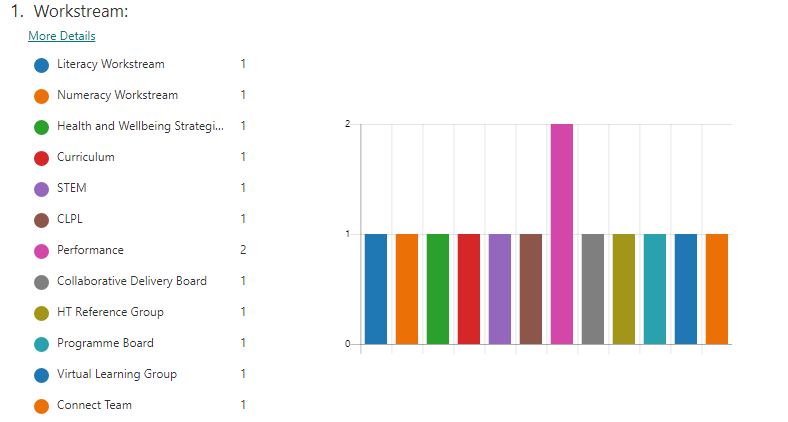 1. Workstream:
More Details
Literacy Workstream 1
Numeracy Workstream 1
Health and Wellbeing Strategi... 1
Curriculum 1
STEM 1
CLPL 1
Performance 2
Collaborative Delivery Board 1
HT Reference Group 1
Programme Board 1
Virtual Learning Group 1
Connect Team 1
2
1
0